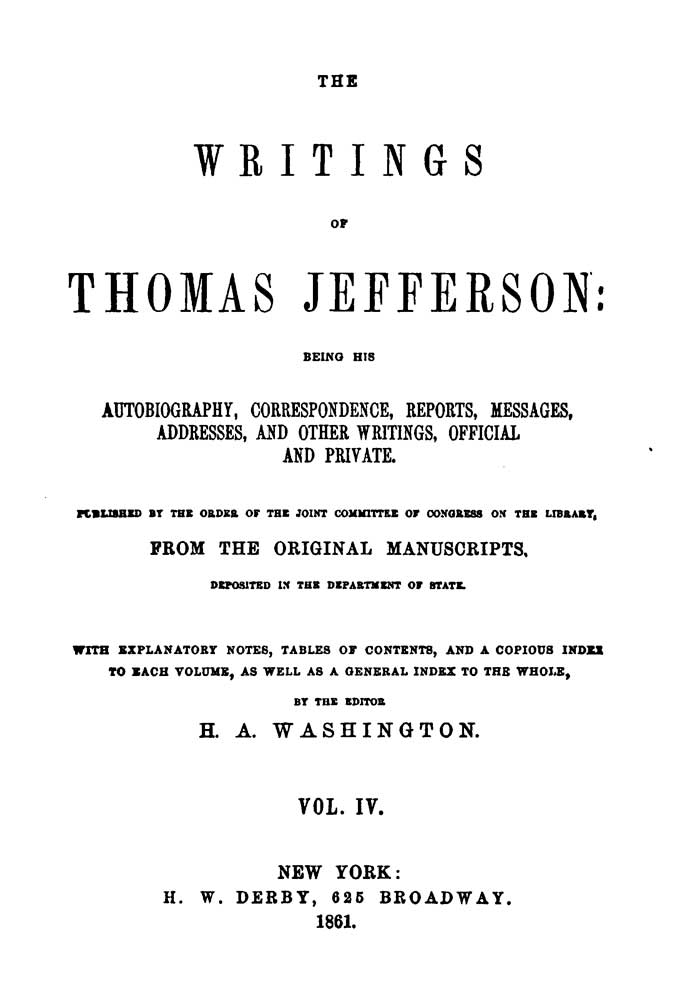 THE
WRITINGS
OF
THOMAS JEFFERSON:
BEING HIS
AUTOBIOGRAPHY, CORRESPONDENCE, REPORTS, MESSAGES,
ADDRESSES, AND OTHER WRITINGS, OFFICIAL
AND PRIVATE.
PUBLISHED BY THE ORDER OF THE JOINT COMMITTEE OF CONGRESS ON THE LIBRARY,
FROM THE ORIGINAL MANUSCRIPTS,
DEPOSITED IN THE DEPARTMENT OF STATE.
WITH EXPLANATORY NOTES, TABLES OF CONTENTS, AND A COPIOUS INDEX
TO EACH VOLUME, AS WELL AS A GENERAL INDEX TO THE WHOLE,
BY THE EDITOR
H. A. WASHINGTON.
VOL. IV.
NEW YORK:
H. W. DERBY, 625 BROADWAY.
1861.